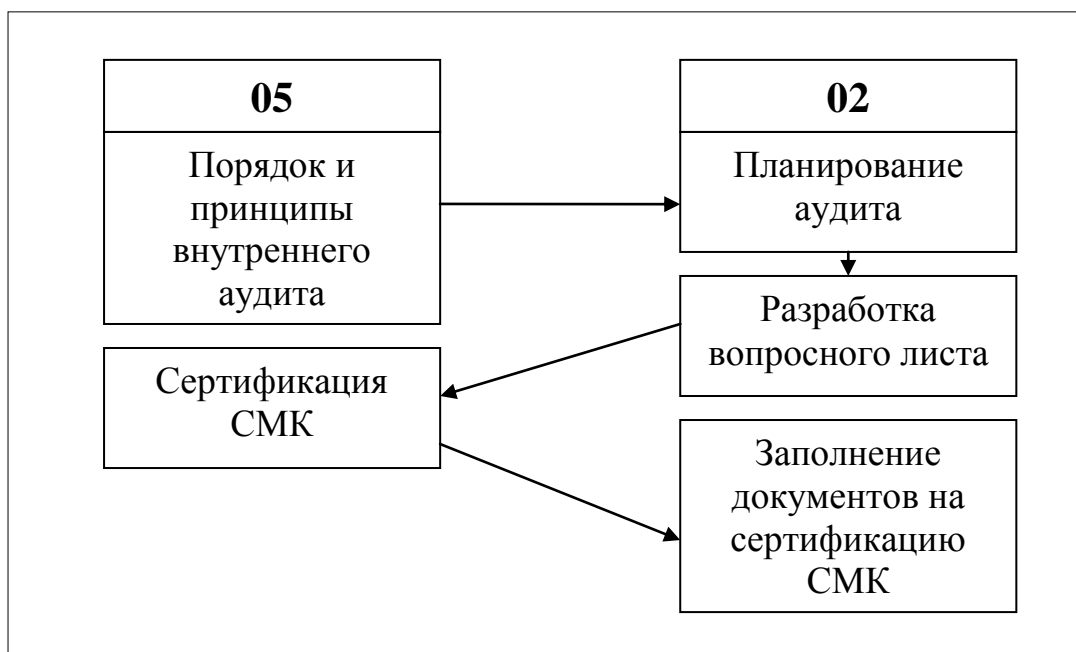 05
Порядок и
принципы
внутреннего
аудита
02
Планирование
аудита
Разработка
вопросного листа
Сертификация
СМК
Заполнение
документов на
сертификацию
СМК